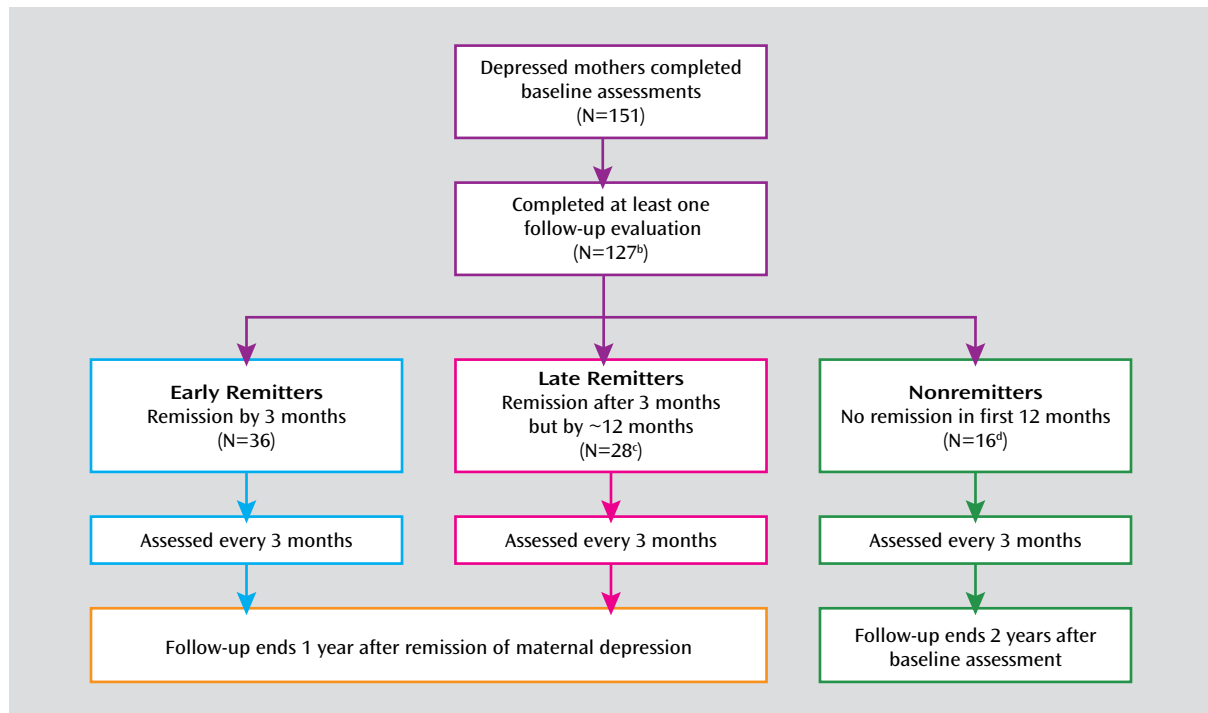 Depressed mothers completed
baseline assessments
(N=151)
Completed at least one
follow-up evaluation
(N=127ᵇ)
Early Remitters
Remission by 3 months
(N=36)
Late Remitters
Remission after 3 months
but by ~12 months
(N=28ᶜ)
Nonremitters
No remission in first 12 months
(N=16ᵈ)
Assessed every 3 months
Assessed every 3 months
Assessed every 3 months
Follow-up ends 1 year after remission of maternal depression
Follow-up ends 2 years after
baseline assessment